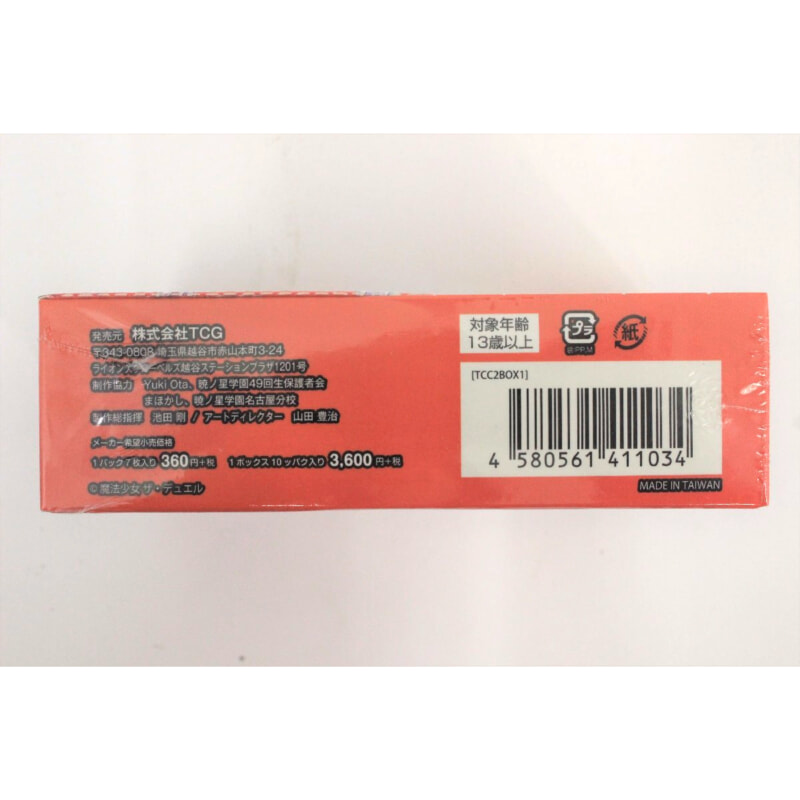 発売元 株式会社TCG
〒343-0808 埼玉県越谷市赤山本町3-24
ライオンズヴェーベルズ越谷ステーションプラザ1201号
制作協力 Yuki Ota、暁ノ星学園49回生保護者会
まほかし、暁ノ星学園名古屋分校
製作総指揮 池田 剛 / アートディレクター 山田 豊治
メーカー希望小売価格
1パック7枚入り 360円+税 1ボックス10ッパク入り 3,600円+税
© 魔法少女 ザ・デュエル
対象年齢
13歳以上
プラ
紙
[TCC2BOX1]
4 580561 411034
MADE IN TAIWAN